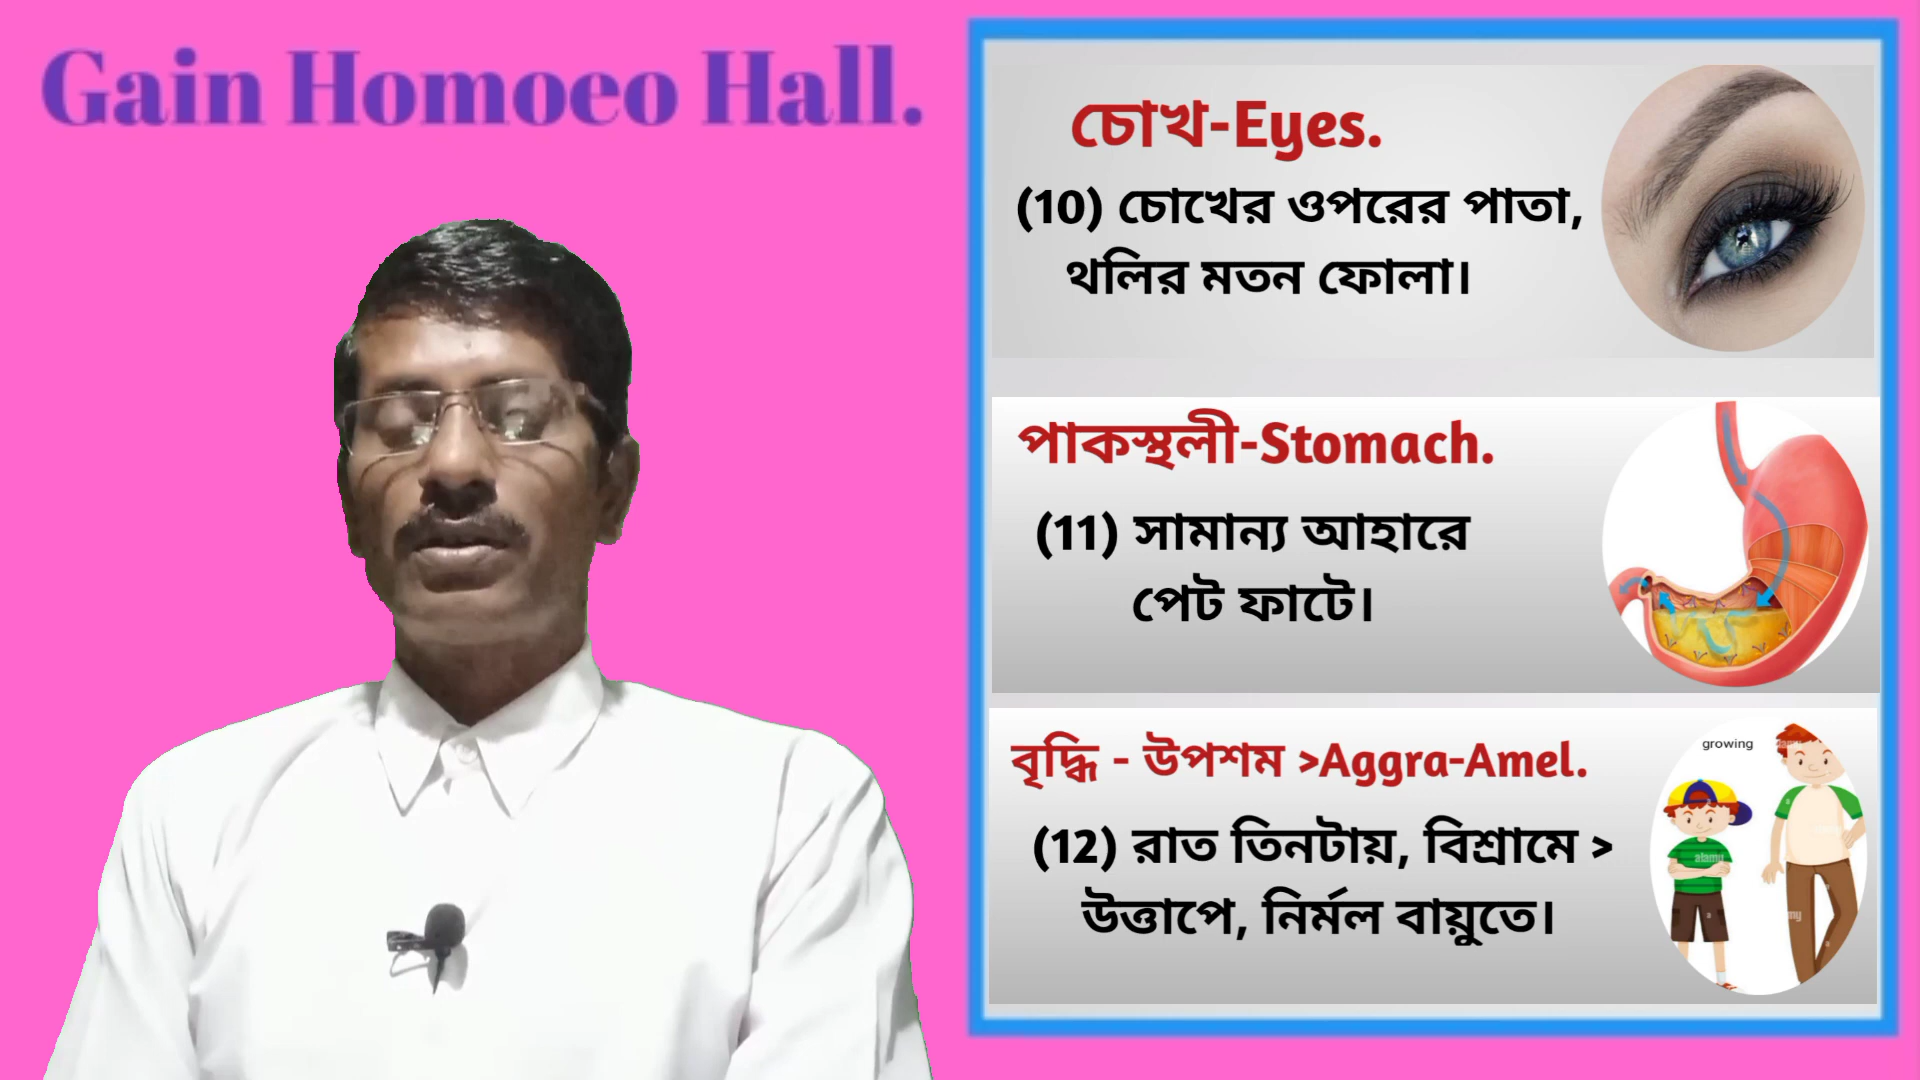 Gain Homoeo Hall.
চোখ-Eyes.
(10) চোখের ওপরের পাতা,
থলির মতন ফোলা।
পাকস্থলী-Stomach.
(11) সামান্য আহারে
পেট ফাটে।
বৃদ্ধি - উপশম >Aggra-Amel.
growing
(12) রাত তিনটায়, বিশ্রামে >
উত্তাপে, নির্মল বায়ুতে।
alamy